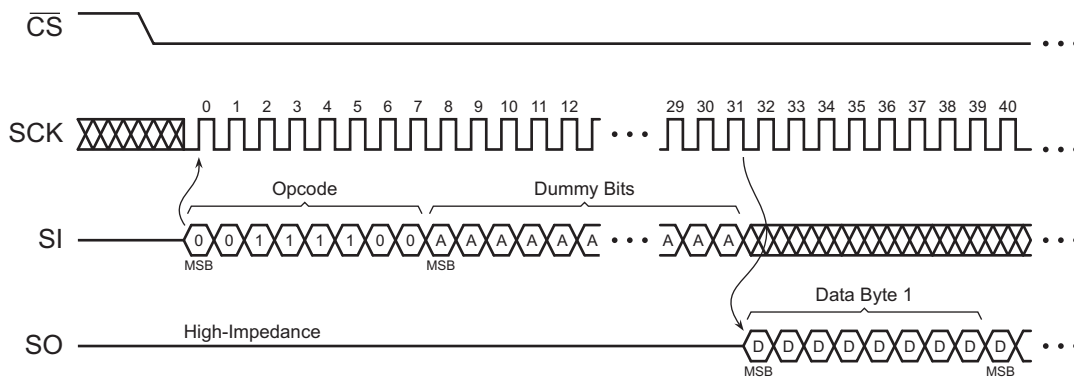 CS
0 1 2 3 4 5 6 7 8 9 10 11 12 29 30 31 32 33 34 35 36 37 38 39 40
SCK
Opcode Dummy Bits
SI 0 0 1 1 1 1 0 0 A A A A A A A A A
MSB MSB
High-Impedance Data Byte 1
SO D D D D D D D D D
MSB MSB